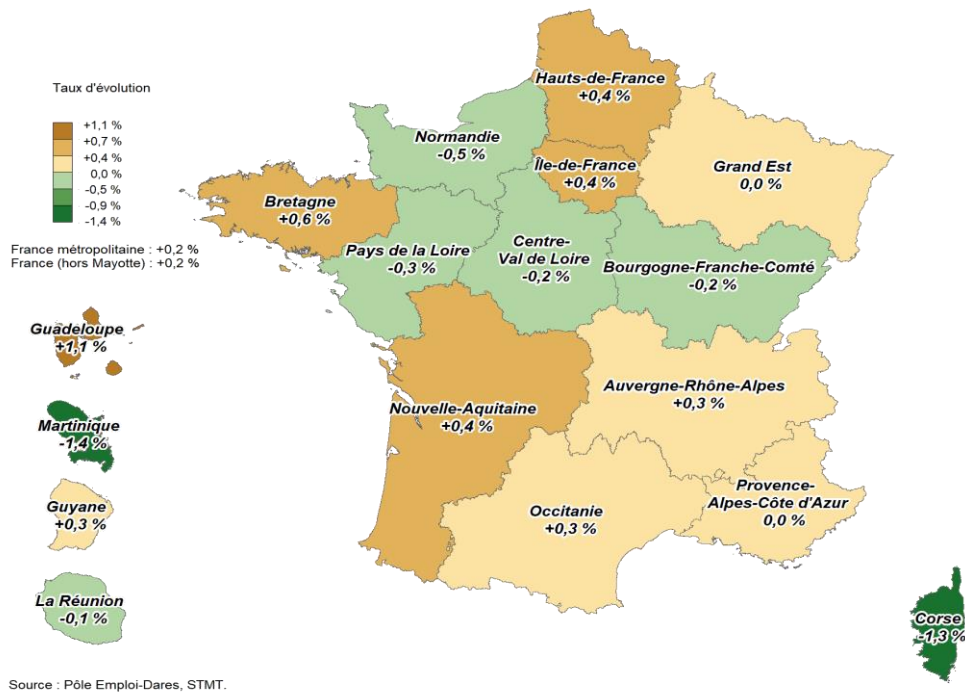 Taux d'évolution
+1,1 %
+0,7 %
+0,4 %
0,0 %
-0,5 %
-0,9 %
-1,4 %
France métropolitaine : +0,2 %
France (hors Mayotte) : +0,2 %
Hauts-de-France
+0,4 %
Normandie
-0,5 %
Île-de-France
+0,4 %
Grand Est
0,0 %
Bretagne
+0,6 %
Pays de la Loire
-0,3 %
Centre-
Val de Loire
-0,2 %
Bourgogne-Franche-Comté
-0,2 %
Guadeloupe
+1,1 %
Auvergne-Rhône-Alpes
+0,3 %
Nouvelle-Aquitaine
+0,4 %
Martinique
-1,4 %
Guyane
+0,3 %
Occitanie
+0,3 %
Provence-
Alpes-Côte d'Azur
0,0 %
La Réunion
-0,1 %
Corse
-1,3 %
Source : Pôle Emploi-Dares, STMT.